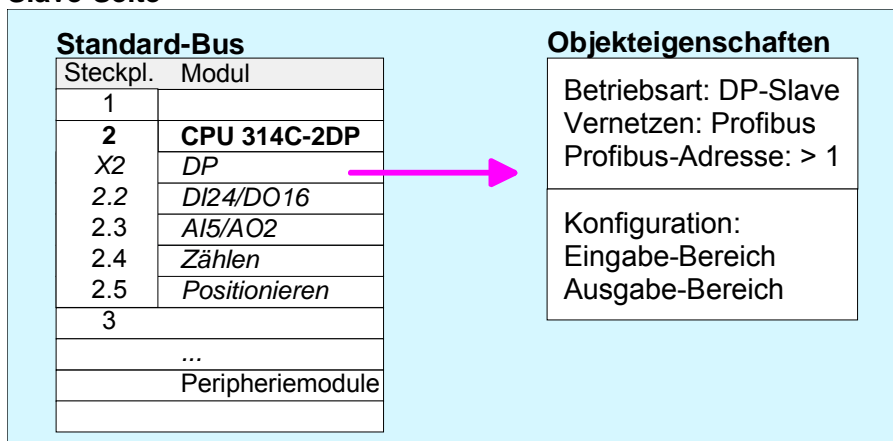 Standard-Bus
Steckpl. Modul
1
2 CPU 314C-2DP
X2 DP
2.2 DI24/DO16
2.3 AI5/AO2
2.4 Zählen
2.5 Positionieren
3
...
Peripheriemodule
Objekteigenschaften
Betriebsart: DP-Slave
Vernetzen: Profibus
Profibus-Adresse: > 1
Konfiguration:
Eingabe-Bereich
Ausgabe-Bereich